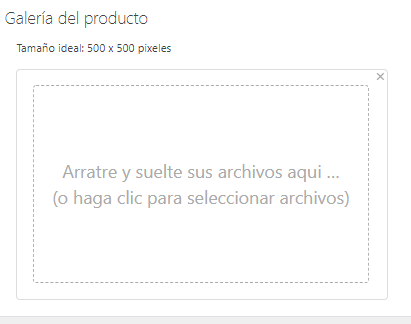 Galería del producto
Tamaño ideal: 500 x 500 pixeles
×
Arratre y suelte sus archivos aqui ...
(o haga clic para seleccionar archivos)